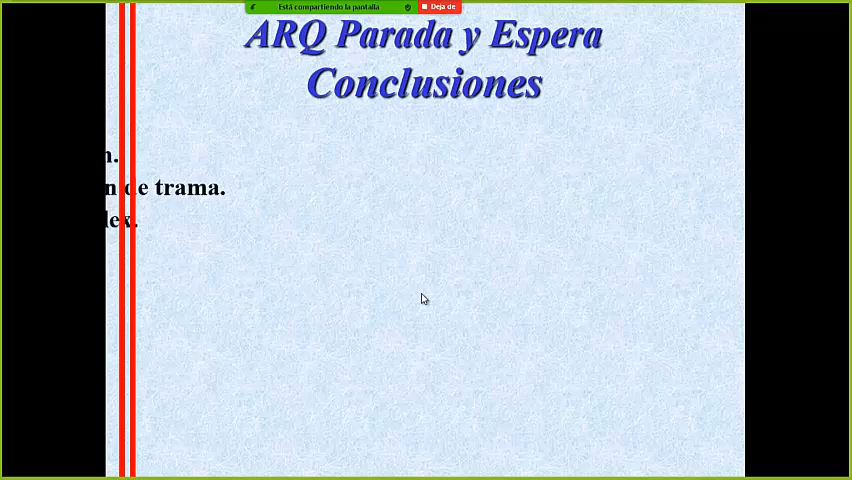 Está compartiendo la pantalla
Deja de
ARQ Parada y Espera
Conclusiones
n.
n de trama.
lex.